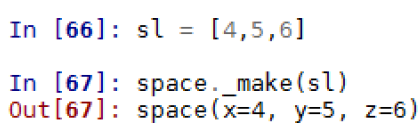 In [66]: sl = [4,5,6]
In [67]: space._make(sl)
Out[67]: space(x=4, y=5, z=6)